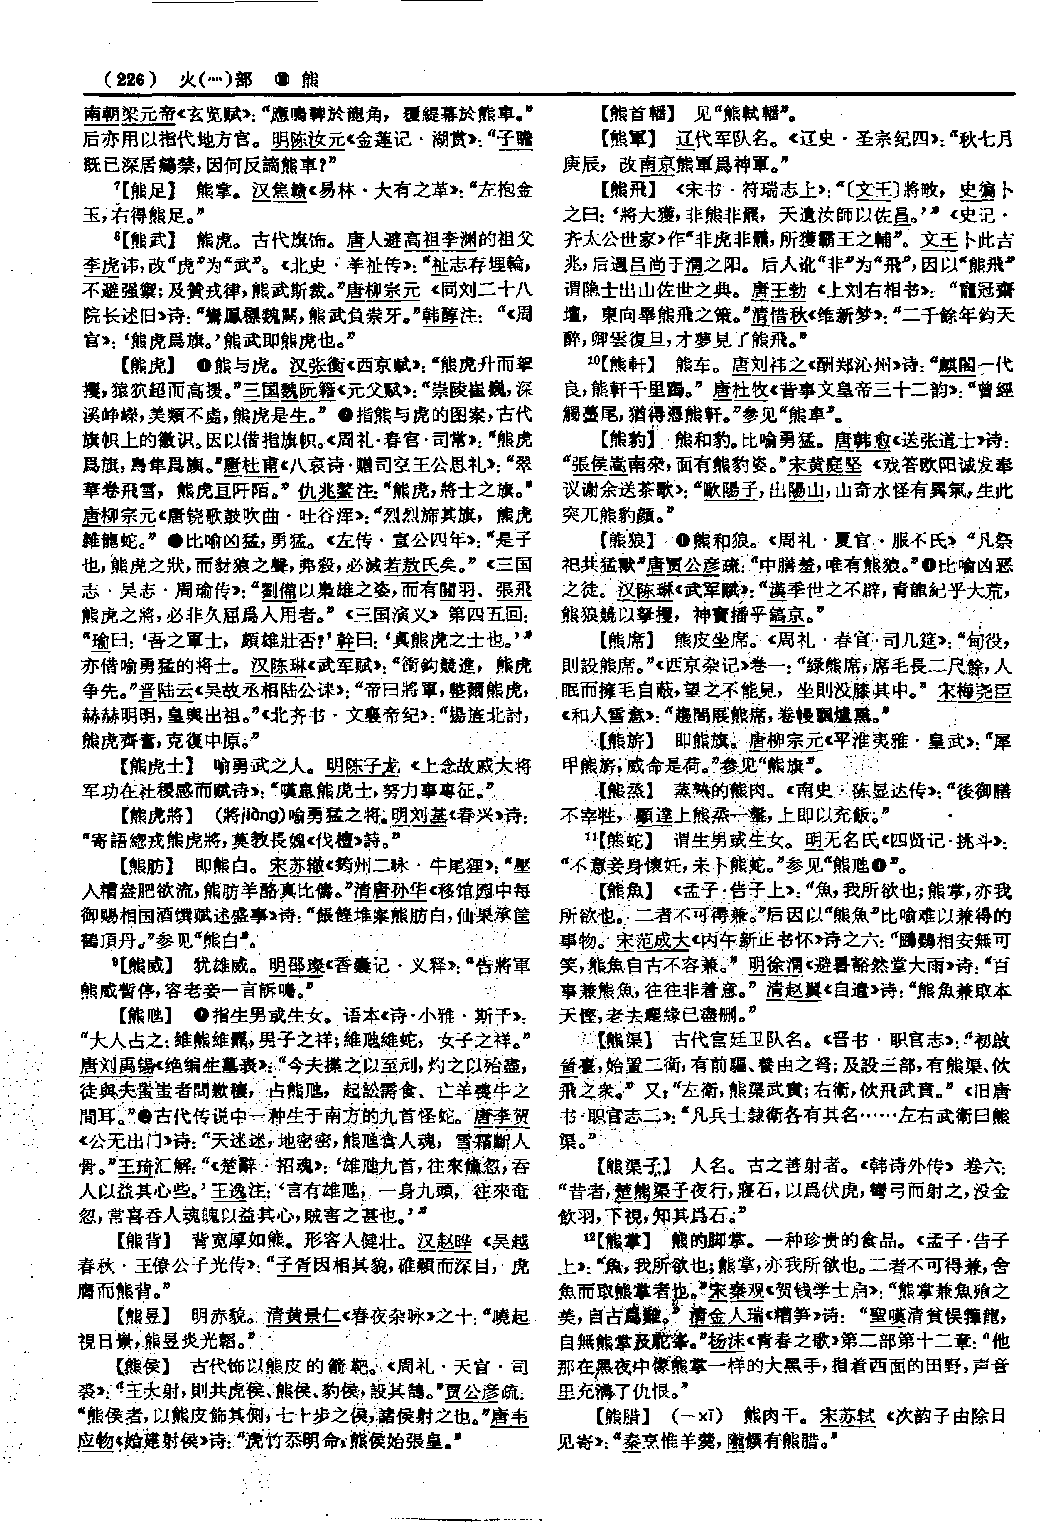 （226） 火(灬)部 熊
南朝梁元帝《玄览赋》：“應鳴鞞於鮑角，覆緹幕於熊車。”
后亦用以指代地方官。明陈汝元《金莲记·湖赏》：“子瞻
既已深居鷊禁，因何反謫熊車？”
7【熊足】 熊掌。汉焦赣《易林·大有之革》：“左抱金
玉，右得熊足。”
8【熊武】 熊虎。古代旗饰。唐人避高祖李渊的祖父
李虎讳，改“虎”为“武”。《北史·羊祉传》：“祉志存埋輪，
不避强禦；及贊戎律，熊武斯裁。”唐柳宗元《同刘二十八
院长述旧》诗：“鸞鳳標魏闕，熊武負崇牙。”韩醇注：“《周
官》：‘熊虎爲旗。’熊武即熊虎也。”
【熊虎】 ❶熊与虎。汉张衡《西京赋》：“熊虎升而挐
攫，猿狖超而高援。”三国魏阮籍《元父赋》：“崇陵崔巍，深
溪峥嵘，美類不處，熊虎是生。”❷指熊与虎的图案，古代
旗帜上的徽识。因以借指旗帜。《周礼·春官·司常》：“熊虎
爲旗，鳥隼爲旟。”唐杜甫《八哀诗·赠司空王公思礼》：“翠
華卷飛雪，熊虎亘阡陌。”仇兆鳌注：“熊虎，將士之旗。”
唐柳宗元《唐铙歌鼓吹曲·吐谷浑》：“烈烈旆其旗，熊虎
雜龍蛇。”❸比喻凶猛，勇猛。《左传·宣公四年》：“是子
也，熊虎之狀，而豺狼之聲，弗殺，必滅若敖氏矣。”《三国
志·吴志·周瑜传》：“劉備以梟雄之姿，而有關羽、張飛
熊虎之將，必非久屈爲人用者。”《三国演义》第四五回：
“瑜曰：‘吾之軍士，頗雄壯否？’幹曰：‘真熊虎之士也。’”
亦借喻勇猛的将士。汉陈琳《武军赋》：“衝鈎競進，熊虎
争先。”晋陆云《吴故丞相陆公诔》：“帝曰將軍，整爾熊虎，
赫赫明明，皇輿出祖。”《北齐书·文襄帝纪》：“揚旌北討，
熊虎齊奮，克復中原。”
【熊虎士】 喻勇武之人。明陈子龙《上念故戚大将
军功在社稷感而赋诗》：“嘆息熊虎士，努力事專征。”
【熊虎將】 （將jiàng）喻勇猛之将。明刘基《春兴》诗：
“寄語總戎熊虎將，莫教長媿《伐檀》詩。”
【熊肪】 即熊白。宋苏辙《筠州二咏·牛尾狸》：“壓
人糟盎肥欲流，熊肪羊酪真比儔。”清唐孙华《移馆园中每
御赐相国酒馔赋述盛事》诗：“餦餭堆案熊肪白，仙果承筐
鶴頂丹。”参见“熊白”。
9【熊威】 犹雄威。明邵璨《香囊记·义释》：“告將軍
熊威暫停，容老妾一言訴嚅。”
【熊虺】 ❶指生男或生女。语本《诗·小雅·斯干》：
“大人占之：維熊維羆，男子之祥；維虺維蛇，女子之祥。”
唐刘禹锡《绝编生墓表》：“今夫揲之以至刓，灼之以殆盡，
徒與夫蚩蚩者問數穫，占熊虺，起訟需食、亡羊喪牛之
間耳。”❷古代传说中一种生于南方的九首怪蛇。唐李贺
《公无出门》诗：“天迷迷，地密密，熊虺食人魂，雪霜斷人
骨。”王琦汇解：“《楚辭·招魂》：‘雄虺九首，往來儵忽，吞
人以益其心些。’王逸注：‘言有雄虺，一身九頭，往來奄
忽，常喜吞人魂魄以益其心，賊害之甚也。’”
【熊背】 背宽厚如熊。形容人健壮。汉赵晔《吴越
春秋·王僚公子光传》：“子胥因相其貌，碓顙而深目，虎
膺而熊背。”
【熊昱】 明赤貌。清黄景仁《春夜杂咏》之十：“曉起
視日景，熊昱炎光韜。”
【熊侯】 古代饰以熊皮的箭靶。《周礼·天官·司
裘》：“王大射，則共虎侯、熊侯、豹侯，設其鵠。”贾公彦疏：
“熊侯者，以熊皮飾其側，七十步之侯，諸侯射之也。”唐韦
应物《始建射侯》诗：“虎竹忝明命，熊侯始張皇。”
【熊首轓】 见“熊軾轓”。
【熊軍】 辽代军队名。《辽史·圣宗纪四》：“秋七月
庚辰，改南京熊軍爲神軍。”
【熊飛】 《宋书·符瑞志上》：“〔文王〕將畋，史徧卜
之曰：‘將大獲，非熊非羆，天遺汝師以佐昌。’”《史记·
齐太公世家》作“非虎非羆，所獲霸王之輔”。文王卜此吉
兆，后遇吕尚于渭之阳。后人讹“非”为“飛”，因以“熊飛”
谓隐士出山佐世之典。唐王勃《上刘右相书》：“寵冠齋
壇，東向舉熊飛之策。”清惜秋《维新梦》：“二千餘年鈞天
醉，卿雲復旦，才夢見了熊飛。”
10【熊軒】 熊车。唐刘祎之《酬郑沁州》诗：“麒閣一代
良，熊軒千里躅。”唐杜牧《昔事文皇帝三十二韵》：“曾經
觸蠆尾，猶得憑熊軒。”参见“熊車”。
【熊豹】 熊和豹。比喻勇猛。唐韩愈《送张道士》诗：
“張侯嵩南來，面有熊豹姿。”宋黄庭坚《戏答欧阳诚发奉
议谢余送茶歌》：“歐陽子，出陽山，山奇水怪有異氣，生此
突兀熊豹顔。”
【熊狼】 ❶熊和狼。《周礼·夏官·服不氏》“凡祭
祀共猛獸”唐贾公彦疏：“中膳羞，唯有熊狼。”❷比喻凶恶
之徒。汉陈琳《武军赋》：“漢季世之不辟，青龍紀乎大荒，
熊狼競以拏攫，神寶播乎鎬京。”
【熊席】 熊皮坐席。《周礼·春官·司几筵》：“甸役，
則設熊席。”《西京杂记》卷一：“緑熊席，席毛長二尺餘，人
眠而擁毛自蔽，望之不能見，坐則没膝其中。”宋梅尧臣
《和人雪意》：“趨閤展熊席，卷幔飄爐熏。”
【熊旂】 即熊旗。唐柳宗元《平淮夷雅·皇武》：“犀
甲熊旂，威命是荷。”参见“熊旗”。
【熊烝】 蒸熟的熊肉。《南史·陈显达传》：“後御膳
不宰牲，顯達上熊烝一盤，上即以充飯。”
11【熊蛇】 谓生男或生女。明无名氏《四贤记·挑斗》：
“不意妾身懷妊，未卜熊蛇。”参见“熊虺❶”。
【熊魚】 《孟子·告子上》：“魚，我所欲也；熊掌，亦我
所欲也。二者不可得兼。”后因以“熊魚”比喻难以兼得的
事物。宋范成大《丙午新正书怀》诗之六：“鵬鷃相安無可
笑，熊魚自古不容兼。”明徐渭《避暑豁然堂大雨》诗：“百
事兼熊魚，往往非着意。”清赵翼《自遣》诗：“熊魚兼取本
天慳，老去塵緣已盡删。”
【熊渠】 古代宫廷卫队名。《晋书·职官志》：“初啟
晉臺，始置二衛，有前驅、養由之弩；及設三部，有熊渠、佽
飛之衆。”又：“左衛，熊渠武賁；右衛，佽飛武賁。”《旧唐
书·职官志二》：“凡兵士隸衛各有其名……左右武衛曰熊
渠。”
【熊渠子】 人名。古之善射者。《韩诗外传》卷六：
“昔者，楚熊渠子夜行，寢石，以爲伏虎，彎弓而射之，没金
飲羽，下視，知其爲石。”
12【熊掌】 熊的脚掌。一种珍贵的食品。《孟子·告子
上》：“魚，我所欲也；熊掌，亦我所欲也。二者不可得兼，舍
魚而取熊掌者也。”宋秦观《贺钱学士启》：“熊掌兼魚飱之
美，自古爲難。”清金人瑞《糟笋》诗：“聖嘆清貧悮籜龍，
自無熊掌及駝峯。”杨沫《青春之歌》第二部第十二章：“他
那在黑夜中像熊掌一样的大黑手，指着西面的田野，声音
里充满了仇恨。”
【熊腊】 （－xī） 熊肉干。宋苏轼《次韵子由除日
见寄》：“秦烹惟羊羹，隴饌有熊腊。”